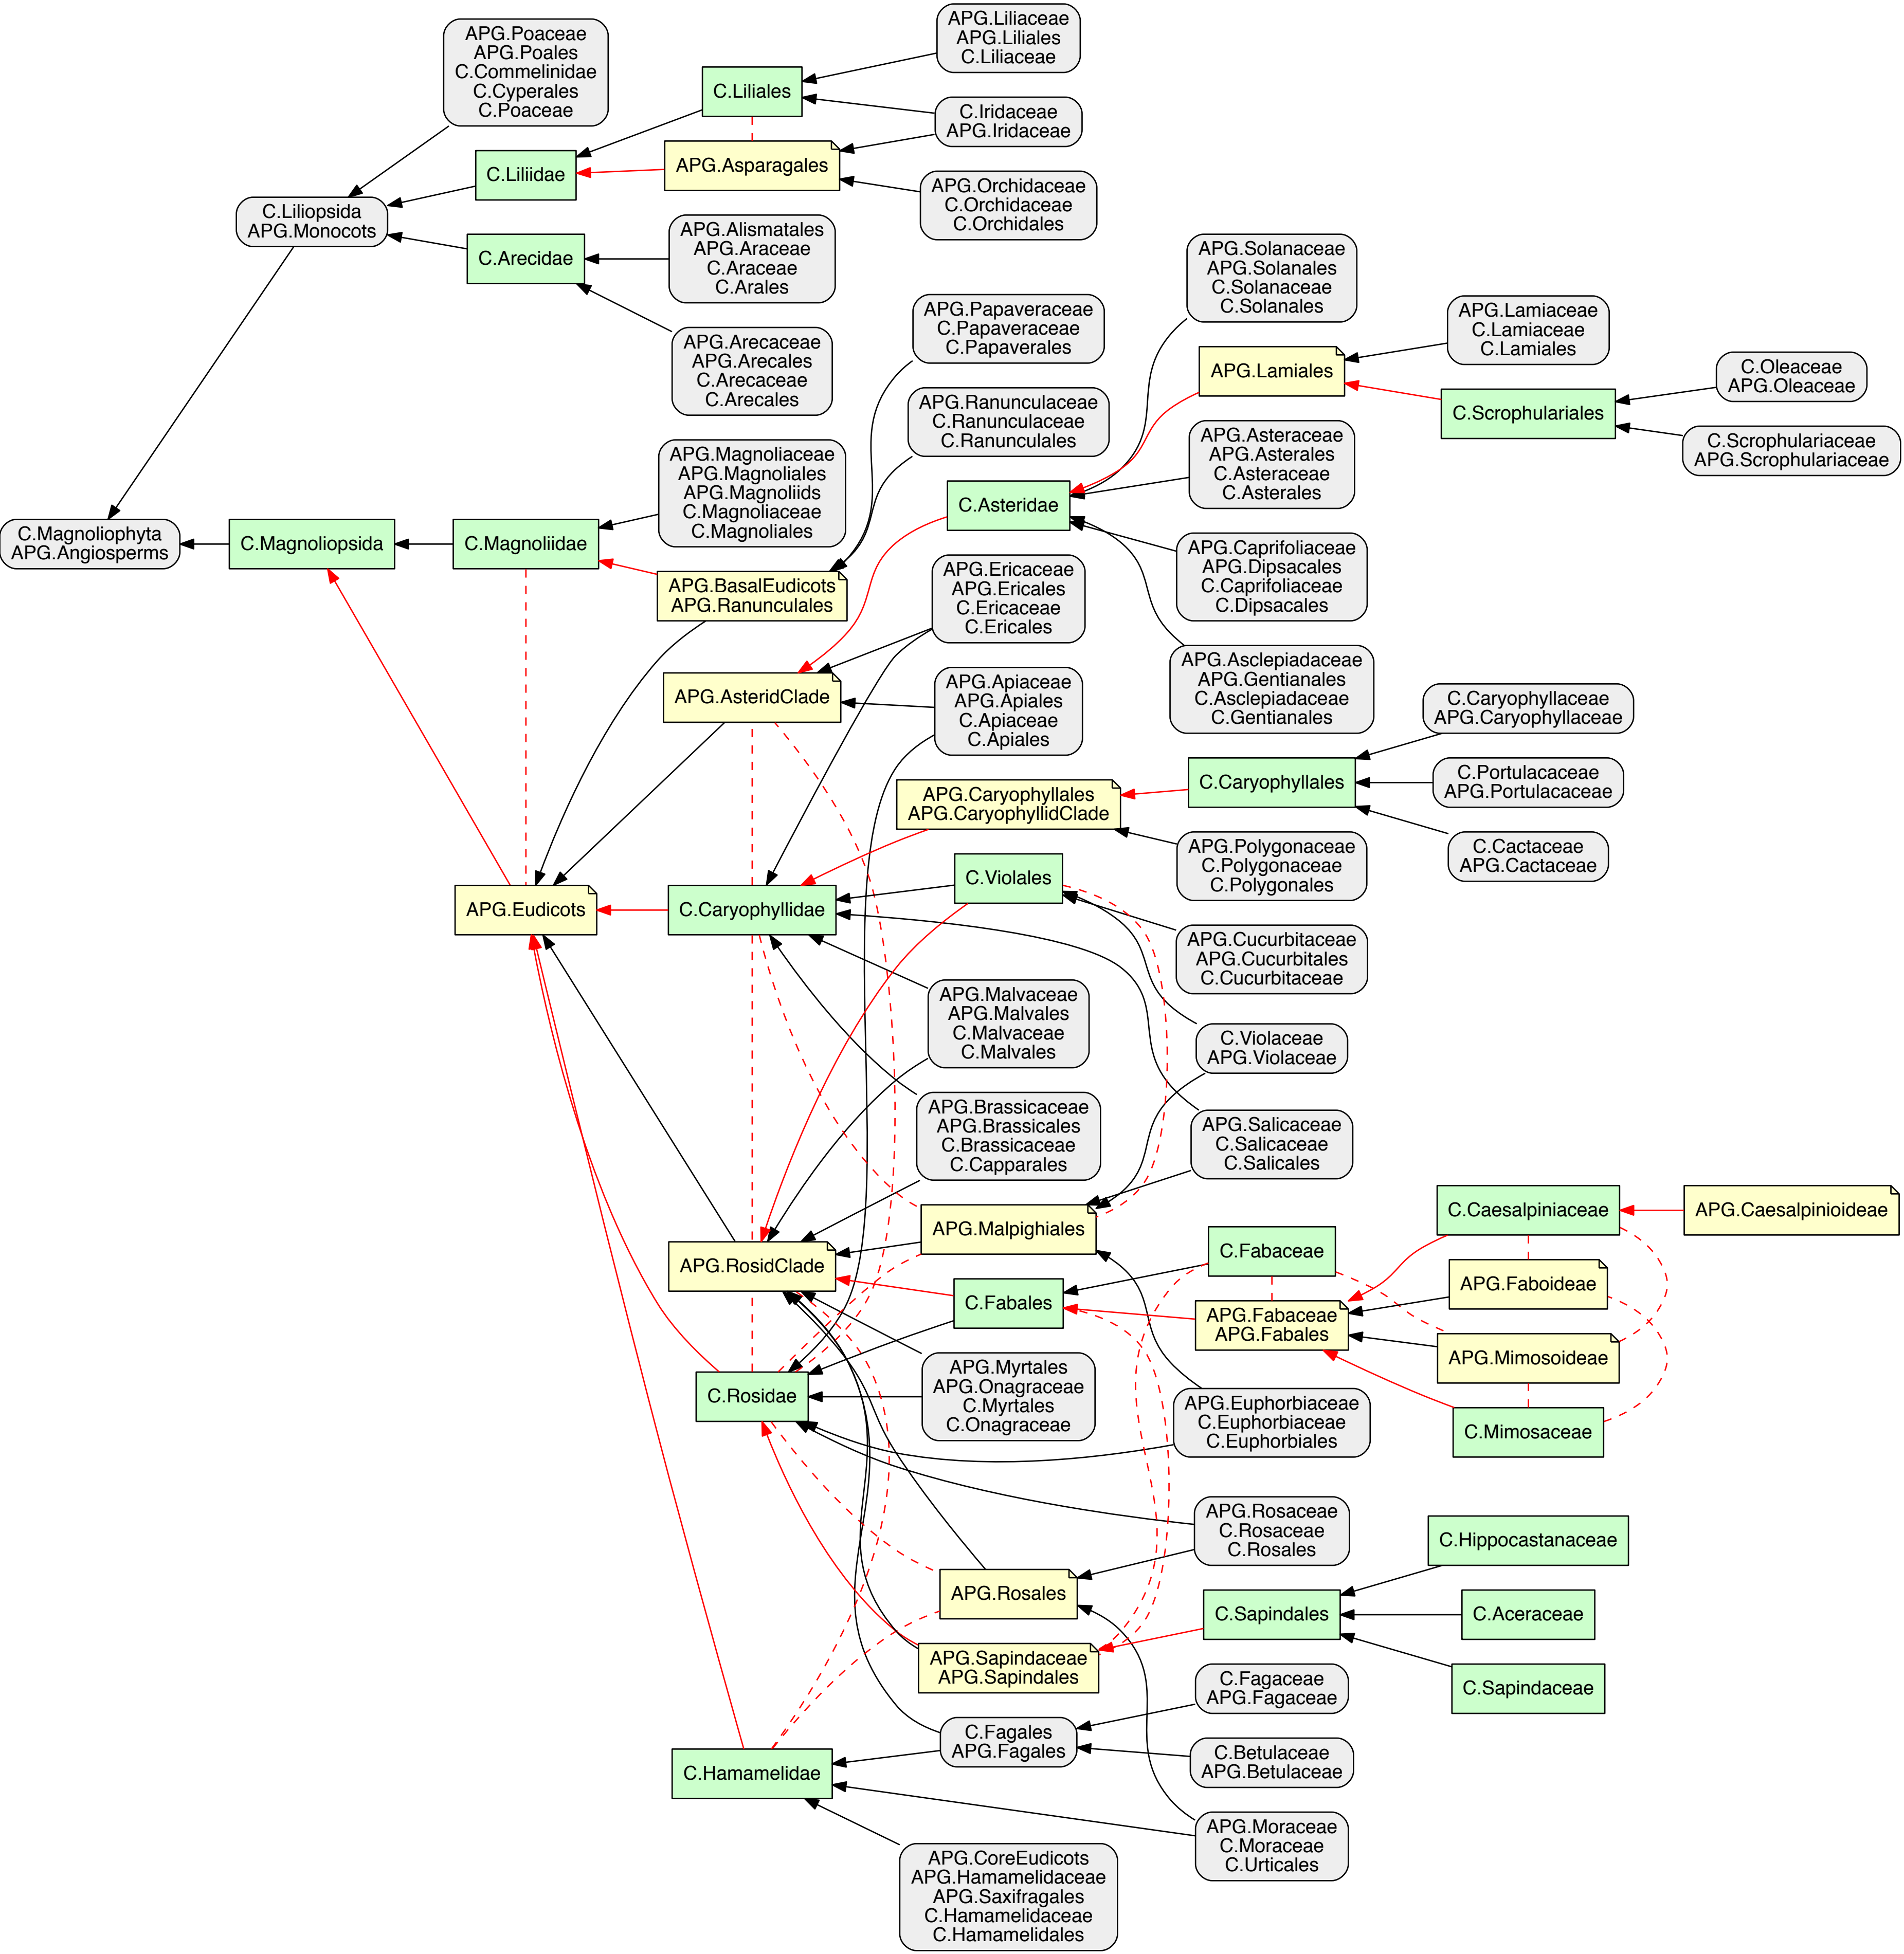 APG.Poaceae
APG.Poales
C.Commelinidae
C.Cyperales
C.Poaceae
C.Liliales
APG.Liliaceae
APG.Liliales
C.Liliaceae
C.Iridaceae
APG.Iridaceae
C.Liliidae
APG.Asparagales
APG.Orchidaceae
C.Orchidaceae
C.Orchidales
C.Liliopsida
APG.Monocots
C.Arecidae
APG.Alismatales
APG.Araceae
C.Araceae
C.Arales
APG.Arecaceae
APG.Arecales
C.Arecaceae
C.Arecales
APG.Papaveraceae
C.Papaveraceae
C.Papaverales
APG.Ranunculaceae
C.Ranunculaceae
C.Ranunculales
APG.Solanaceae
APG.Solanales
C.Solanaceae
C.Solanales
APG.Lamiales
APG.Lamiaceae
C.Lamiaceae
C.Lamiales
C.Scrophulariales
C.Oleaceae
APG.Oleaceae
C.Scrophulariaceae
APG.Scrophulariaceae
APG.Asteraceae
APG.Asterales
C.Asteraceae
C.Asterales
C.Asteridae
APG.Magnoliaceae
APG.Magnoliales
APG.Magnoliids
C.Magnoliaceae
C.Magnoliales
C.Magnoliophyta
APG.Angiosperms
C.Magnoliopsida
C.Magnoliidae
APG.BasalEudicots
APG.Ranunculales
APG.Ericaceae
APG.Ericales
C.Ericaceae
C.Ericales
APG.Caprifoliaceae
APG.Dipsacales
C.Caprifoliaceae
C.Dipsacales
APG.Asclepiadaceae
APG.Gentianales
C.Asclepiadaceae
C.Gentianales
APG.AsteridClade
APG.Apiaceae
APG.Apiales
C.Apiaceae
C.Apiales
C.Caryophyllaceae
APG.Caryophyllaceae
APG.Caryophyllales
APG.CaryophyllidClade
C.Caryophyllales
C.Portulacaceae
APG.Portulacaceae
C.Cactaceae
APG.Cactaceae
APG.Polygonaceae
C.Polygonaceae
C.Polygonales
C.Violales
APG.Eudicots
C.Caryophyllidae
APG.Cucurbitaceae
APG.Cucurbitales
C.Cucurbitaceae
APG.Malvaceae
APG.Malvales
C.Malvaceae
C.Malvales
C.Violaceae
APG.Violaceae
APG.Brassicaceae
APG.Brassicales
C.Brassicaceae
C.Capparales
APG.Salicaceae
C.Salicaceae
C.Salicales
APG.Malpighiales
APG.RosidClade
C.Fabaceae
C.Caesalpiniaceae
APG.Caesalpinioideae
APG.Faboideae
C.Fabales
APG.Fabaceae
APG.Fabales
APG.Mimosoideae
C.Mimosaceae
C.Rosidae
APG.Myrtales
APG.Onagraceae
C.Myrtales
C.Onagraceae
APG.Euphorbiaceae
C.Euphorbiaceae
C.Euphorbiales
APG.Rosaceae
C.Rosaceae
C.Rosales
C.Hippocastanaceae
APG.Rosales
C.Sapindales
C.Aceraceae
APG.Sapindaceae
APG.Sapindales
C.Sapindaceae
C.Fagaceae
APG.Fagaceae
C.Fagales
APG.Fagales
C.Betulaceae
APG.Betulaceae
C.Hamamelidae
APG.Moraceae
C.Moraceae
C.Urticales
APG.CoreEudicots
APG.Hamamelidaceae
APG.Saxifragales
C.Hamamelidaceae
C.Hamamelidales